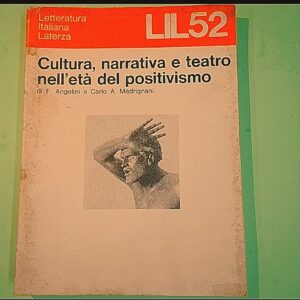 Letteratura
Italiana
Laterza
LIL52
Cultura, narrativa e teatro
nell'età del positivismo
di F. Angelini e Carlo A. Madrignani